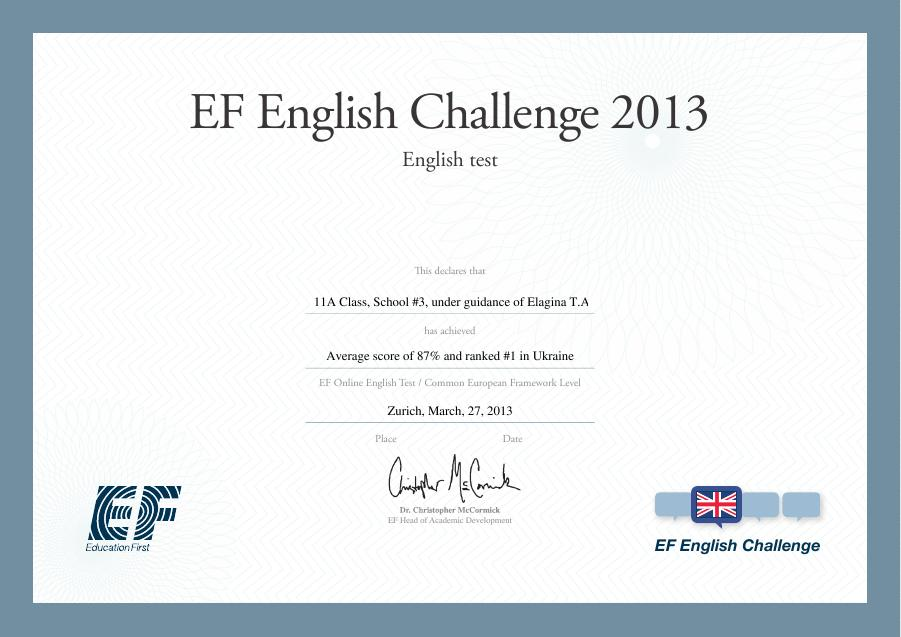 EF English Challenge 2013
English test
This declares that
11A Class, School #3, under guidance of Elagina T.A
has achieved
Average score of 87% and ranked #1 in Ukraine
EF Online English Test / Common European Framework Level
Zurich, March, 27, 2013
Place Date
Christopher McCormick
Dr. Christopher McCormick
EF Head of Academic Development
EF
Education First
EF English Challenge